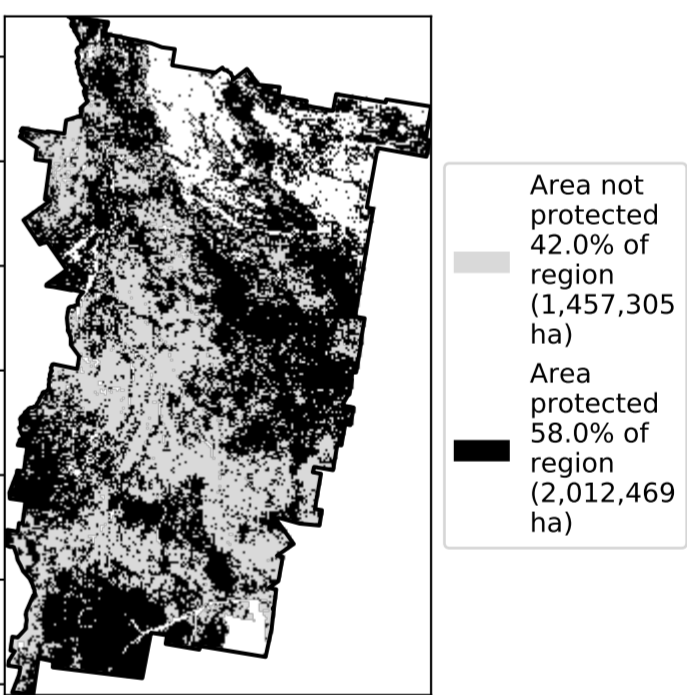 Area not
protected
42.0% of
region
(1,457,305
ha)
Area
protected
58.0% of
region
(2,012,469
ha)